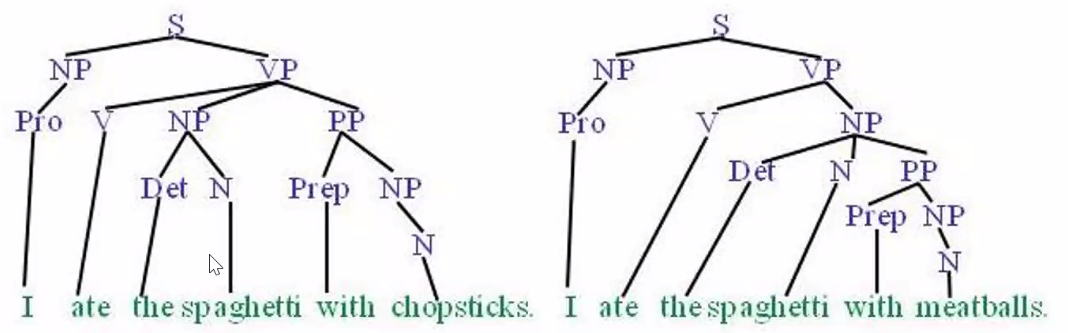 S S
NP VP NP VP
Pro V NP PP Pro V NP
Det N Prep NP Det N PP
Prep NP
N N
I ate the spaghetti with chopsticks. I ate the spaghetti with meatballs.